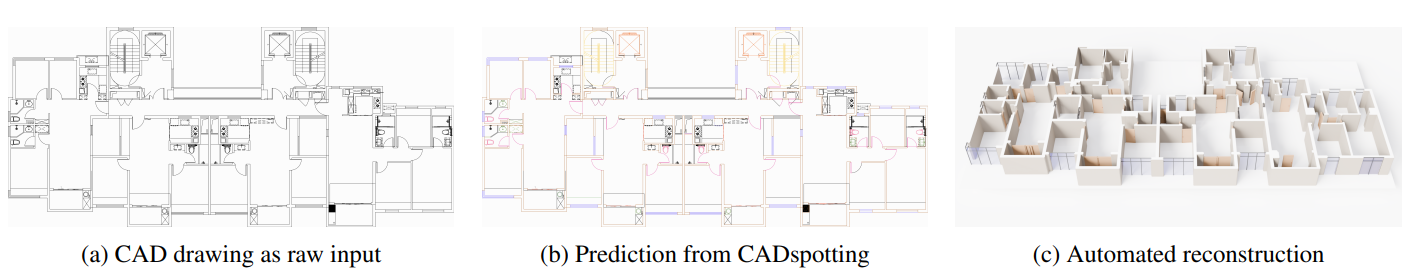 (a) CAD drawing as raw input
(b) Prediction from CADspotting
(c) Automated reconstruction